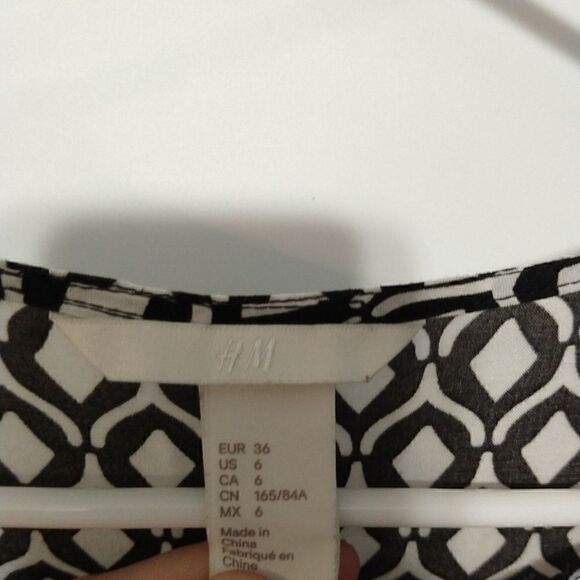 H&M
EUR 36
US 6
CA 6
CN 165/84A
MX 6
Made in
China
Fabriqué en
Chine